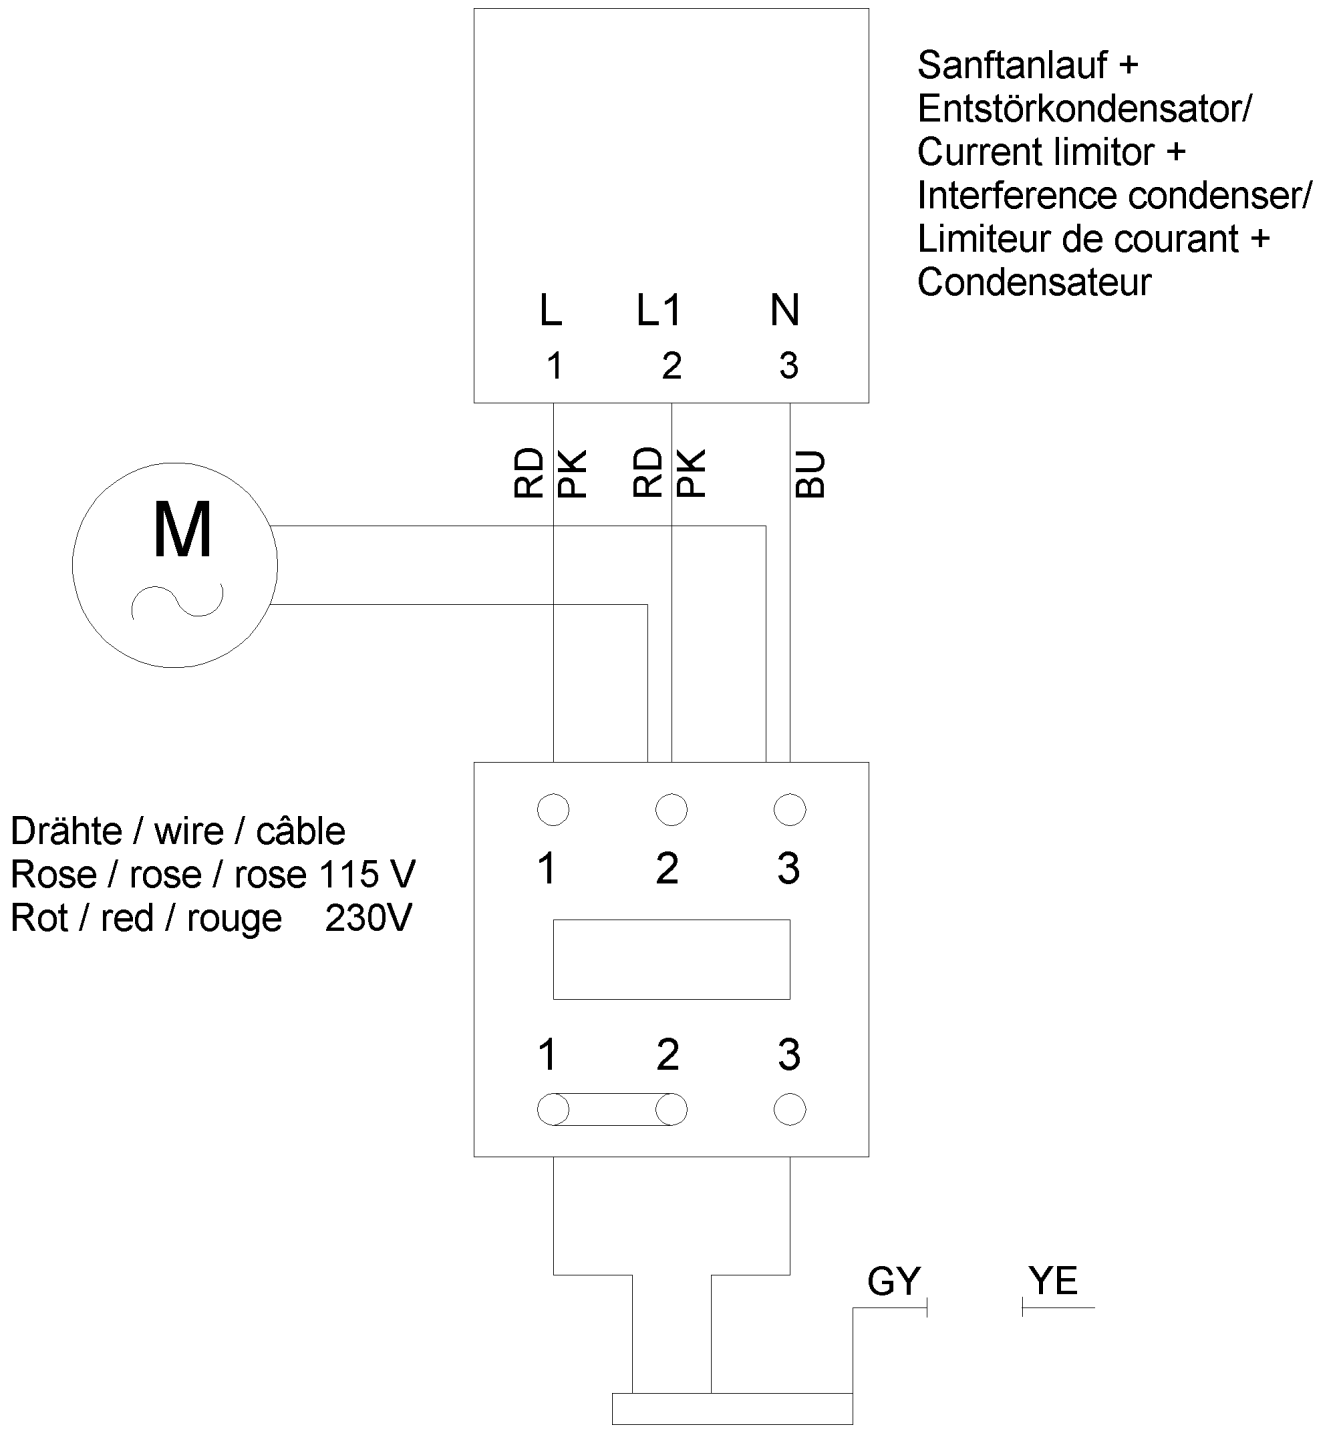 Sanftanlauf +
Entstörkondensator/
Current limitor +
Interference condenser/
Limiteur de courant +
Condensateur
L L1 N
1 2 3
RD PK RD PK BU
M
Drähte / wire / câble
Rose / rose / rose 115 V
Rot / red / rouge 230V
1 2 3
1 2 3
GY YE